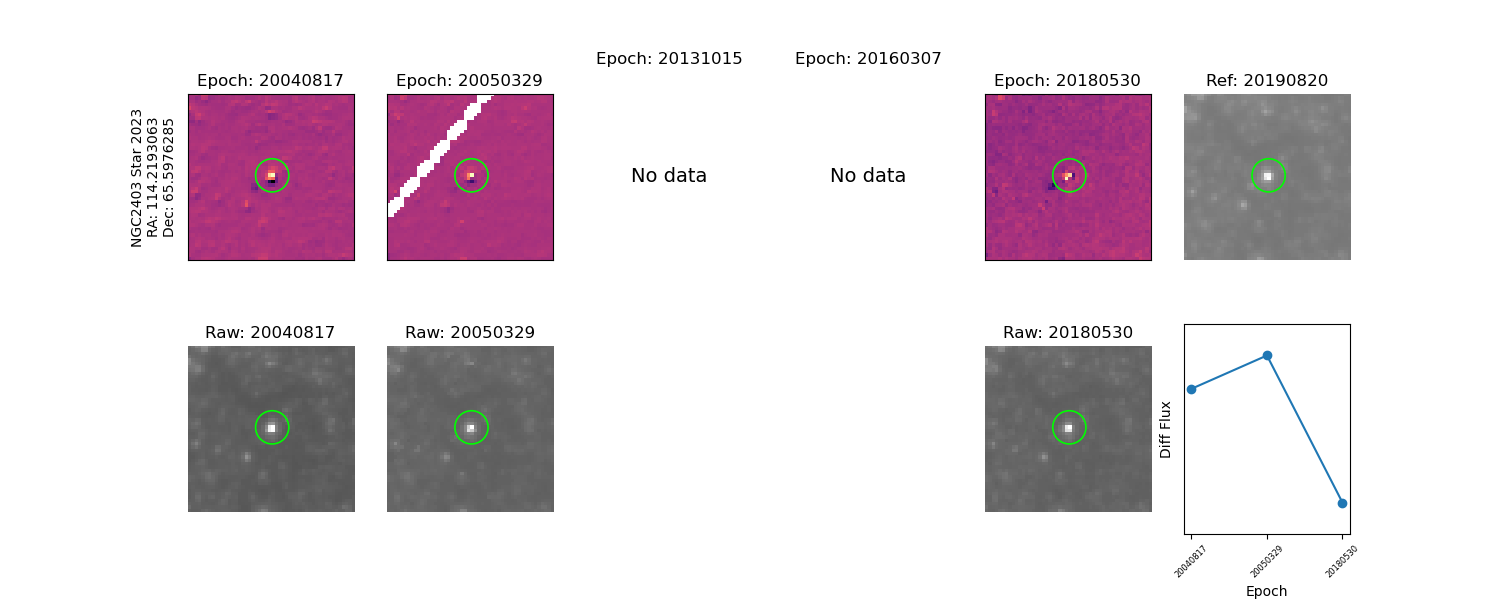 Epoch: 20131015
Epoch: 20160307
Epoch: 20040817
Epoch: 20050329
Epoch: 20180530
Ref: 20190820
NGC2403 Star 2023
RA: 114.2193063
Dec: 65.5976285
No data
No data
Raw: 20040817
Raw: 20050329
Raw: 20180530
Diff Flux
20040817
20050329
20180530
Epoch